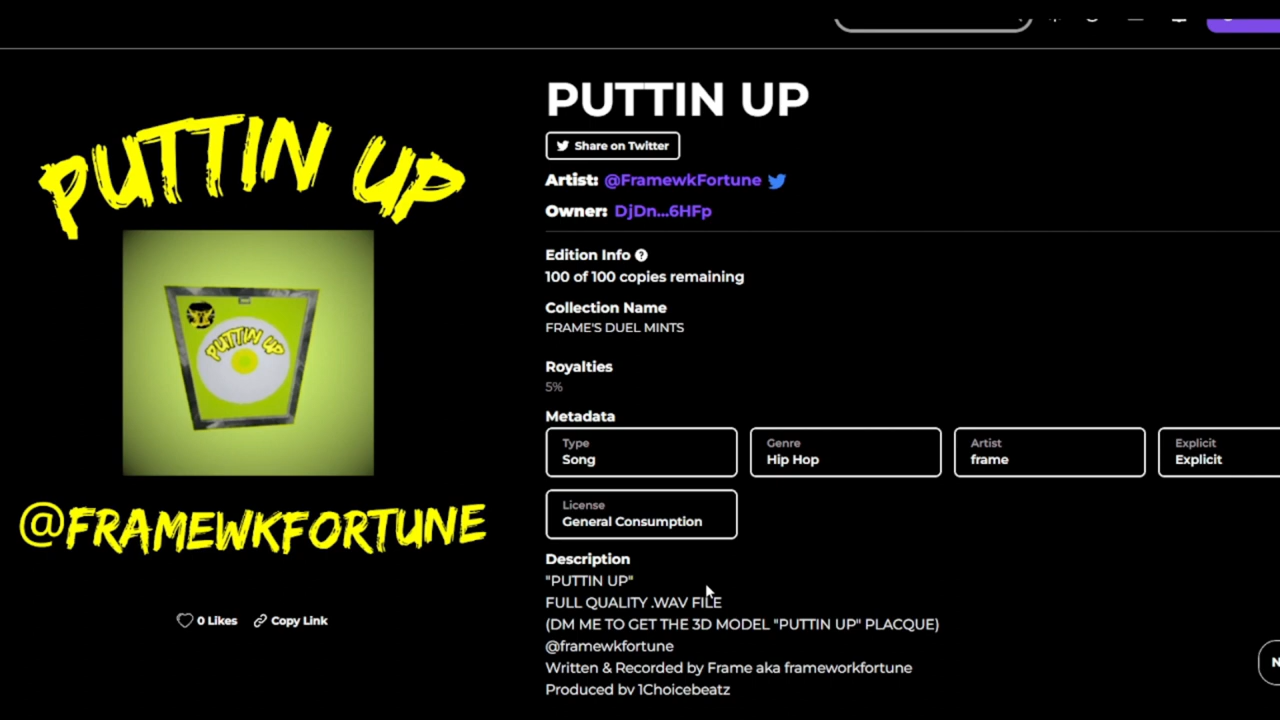 PUTTIN UP
PUTTIN UP
@FRAMEWKFORTUNE
0 Likes
Copy Link
PUTTIN UP
Share on Twitter
Artist: @FramewkFortune
Owner: DjDn...6HFp
Edition Info
100 of 100 copies remaining
Collection Name
FRAME'S DUEL MINTS
Royalties
5%
Metadata
Type
Song
Genre
Hip Hop
Artist
frame
Explicit
Explicit
License
General Consumption
Description
"PUTTIN UP"
FULL QUALITY .WAV FILE
(DM ME TO GET THE 3D MODEL "PUTTIN UP" PLACQUE)
@framewkfortune
Written & Recorded by Frame aka frameworkfortune
Produced by 1Choicebeatz